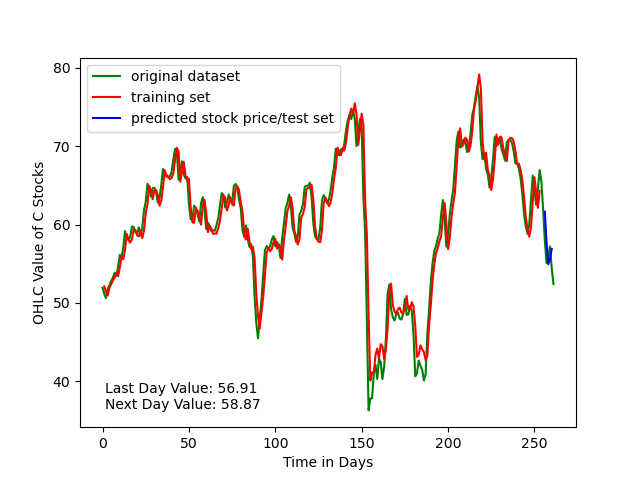 original dataset
training set
predicted stock price/test set
OHLC Value of C Stocks
80
70
60
50
40
Last Day Value: 56.91
Next Day Value: 58.87
0 50 100 150 200 250
Time in Days